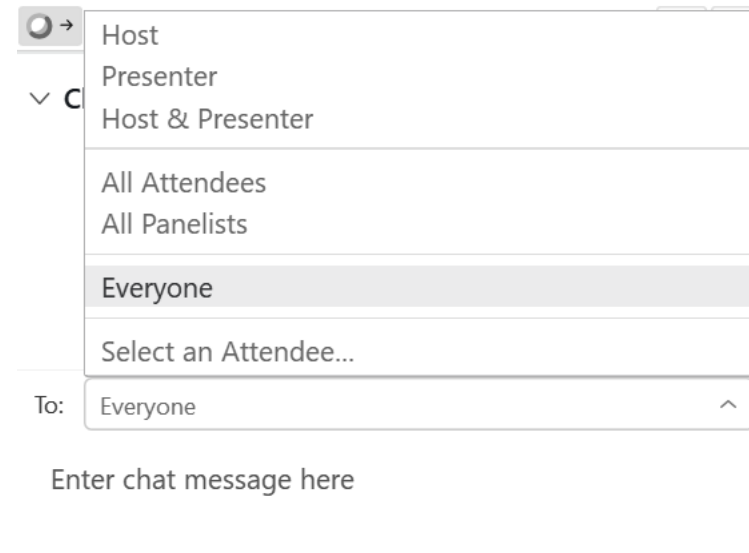 Host
Presenter
Host & Presenter
All Attendees
All Panelists
Everyone
Select an Attendee...
To: Everyone
Enter chat message here